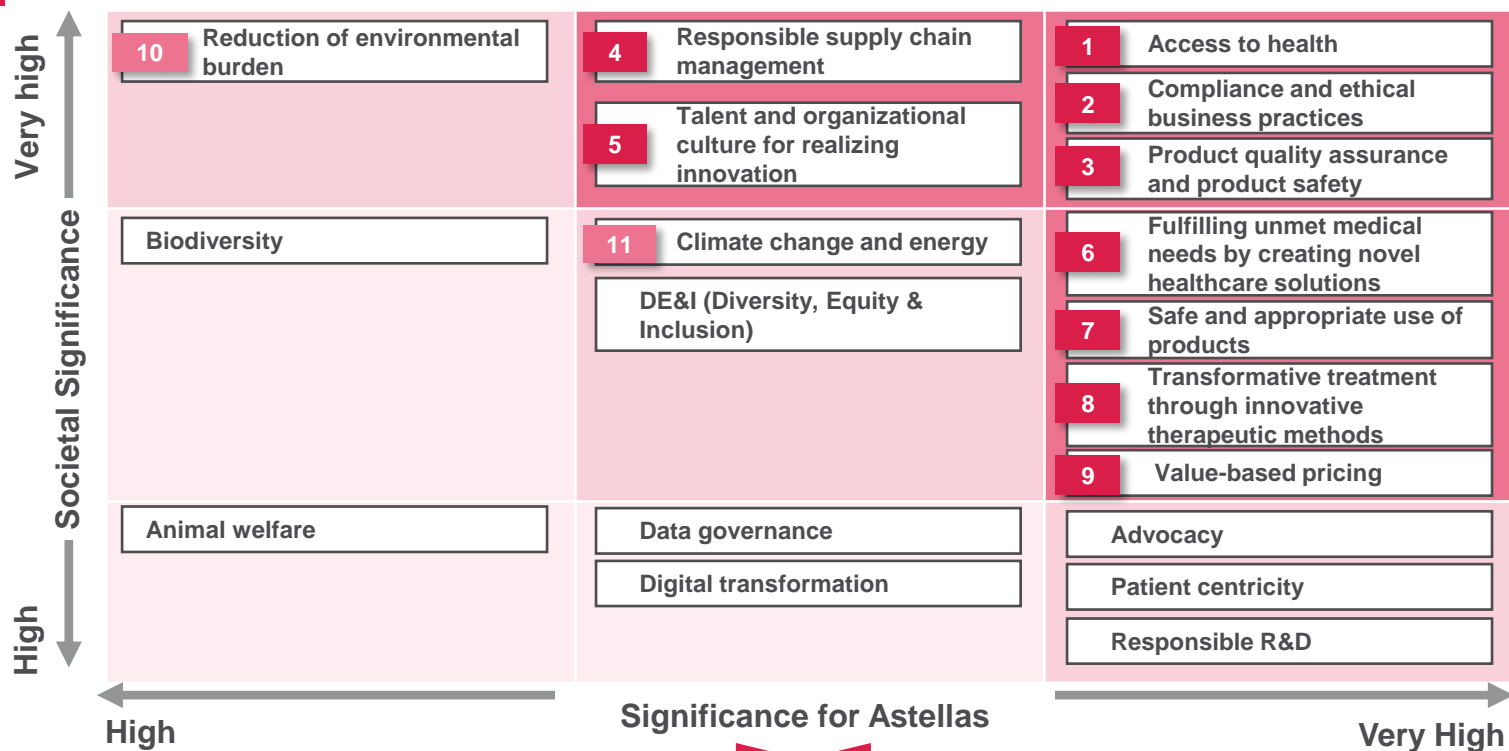 Very high
Societal Significance
High
10
Reduction of environmental
burden
4
Responsible supply chain
management
5
Talent and organizational
culture for realizing
innovation
1
Access to health
2
Compliance and ethical
business practices
3
Product quality assurance
and product safety
Biodiversity
11
Climate change and energy
DE&I (Diversity, Equity &
Inclusion)
6
Fulfilling unmet medical
needs by creating novel
healthcare solutions
7
Safe and appropriate use of
products
8
Transformative treatment
through innovative
therapeutic methods
9
Value-based pricing
Animal welfare
Data governance
Digital transformation
Advocacy
Patient centricity
Responsible R&D
High
Significance for Astellas
Very High